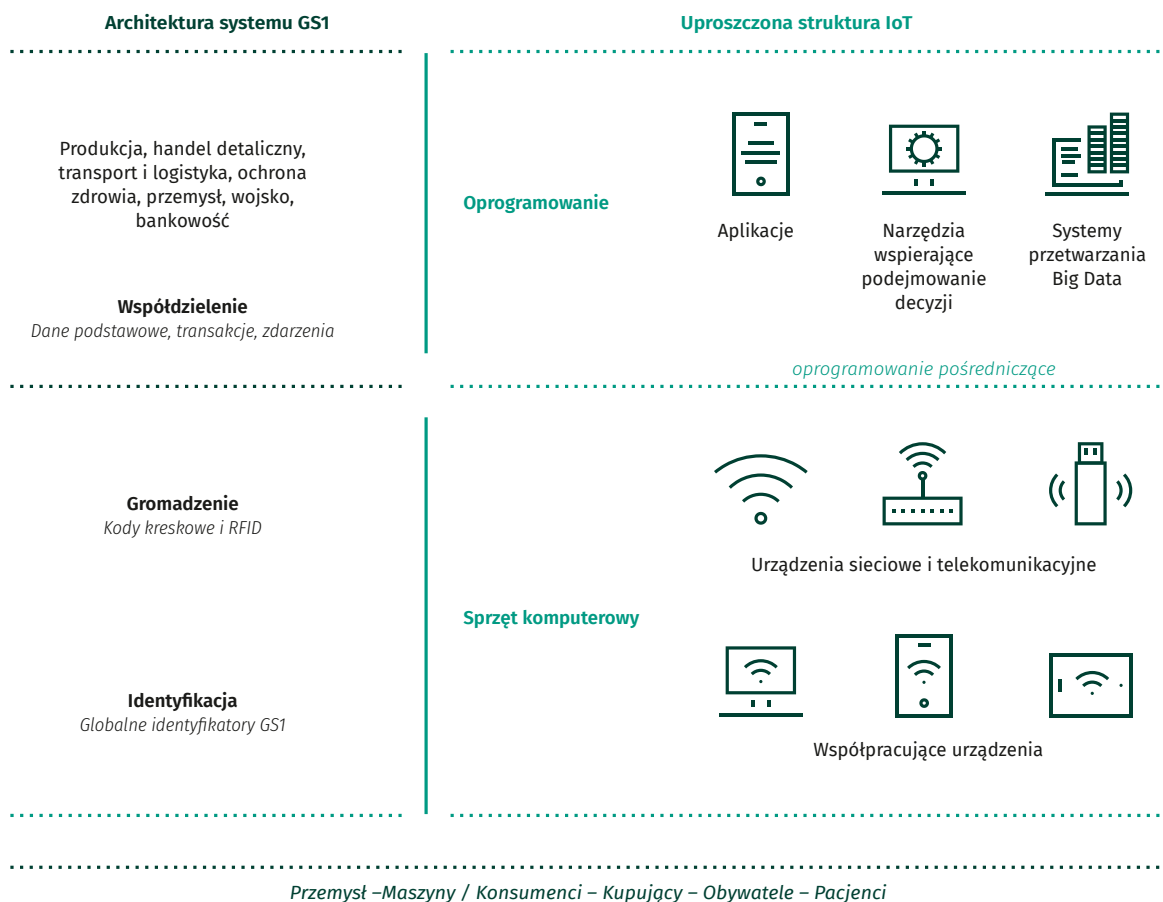 Architektura systemu GS1
Uproszczona struktura IoT
Produkcja, handel detaliczny,
transport i logistyka, ochrona
zdrowia, przemysł, wojsko,
bankowość
Współdzielenie
Dane podstawowe, transakcje, zdarzenia
Oprogramowanie
Aplikacje
Narzędzia
wspierające
podejmowanie
decyzji
Systemy
przetwarzania
Big Data
oprogramowanie pośredniczące
Gromadzenie
Kody kreskowe i RFID
Identyfikacja
Globalne identyfikatory GS1
Sprzęt komputerowy
Urządzenia sieciowe i telekomunikacyjne
Współpracujące urządzenia
Przemysł –Maszyny / Konsumenci – Kupujący – Obywatele – Pacjenci